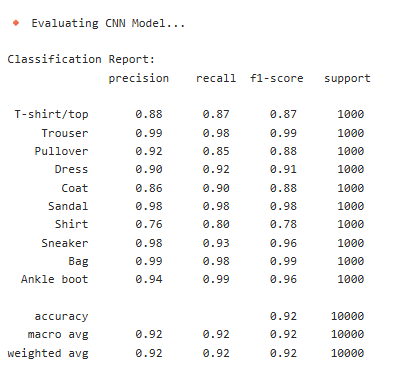 Evaluating CNN Model...
Classification Report:
precision recall f1-score support
T-shirt/top 0.88 0.87 0.87 1000
Trouser 0.99 0.98 0.99 1000
Pullover 0.92 0.85 0.88 1000
Dress 0.90 0.92 0.91 1000
Coat 0.86 0.90 0.88 1000
Sandal 0.98 0.98 0.98 1000
Shirt 0.76 0.80 0.78 1000
Sneaker 0.98 0.93 0.96 1000
Bag 0.99 0.98 0.99 1000
Ankle boot 0.94 0.99 0.96 1000
accuracy 0.92 10000
macro avg 0.92 0.92 0.92 10000
weighted avg 0.92 0.92 0.92 10000